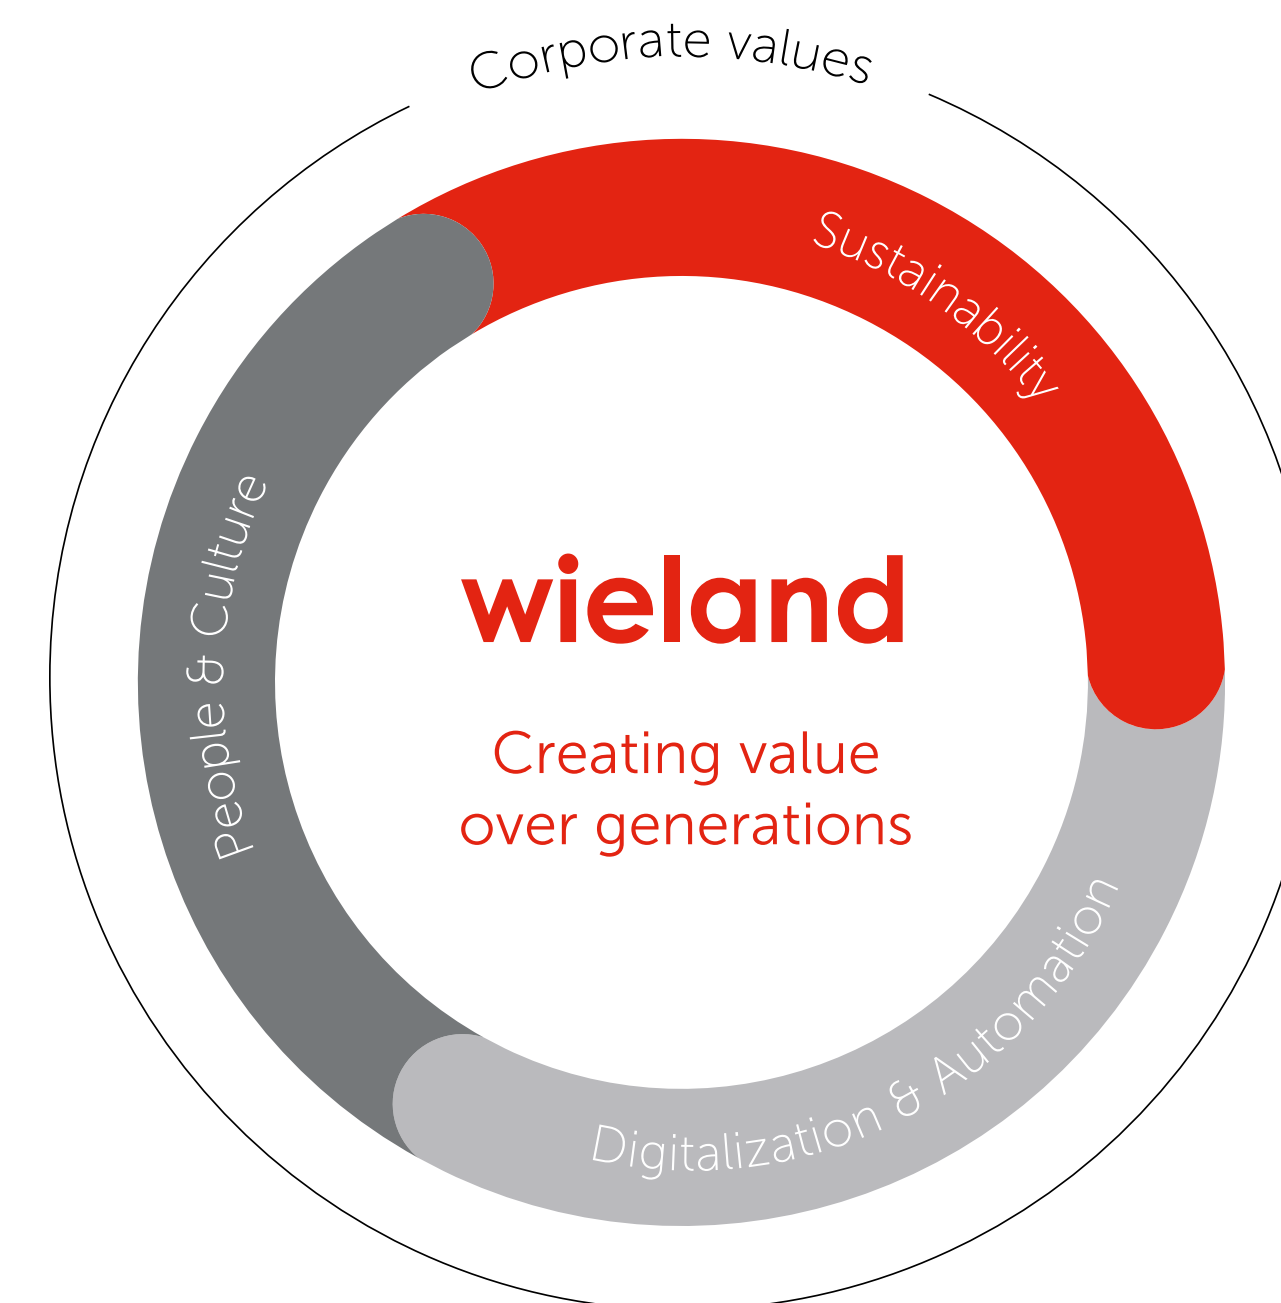 Corporate values
Sustainability
People & Culture
wieland
Creating value
over generations
Digitalization & Automation